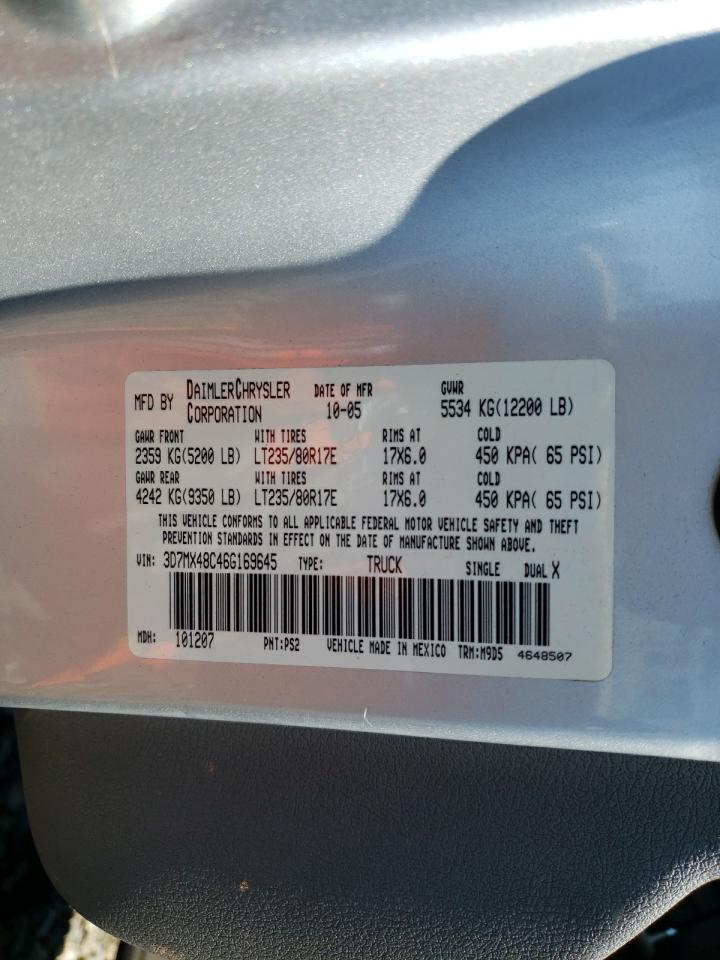 MFD BY DAIMLERCHRYSLER CORPORATION DATE OF MFR 10-05 GVWR 5534 KG(12200 LB)
GAWR FRONT WITH TIRES RIMS AT COLD
2359 KG(5200 LB) LT235/80R17E 17X6.0 450 KPA( 65 PSI)
GAWR REAR WITH TIRES RIMS AT COLD
4242 KG(9350 LB) LT235/80R17E 17X6.0 450 KPA( 65 PSI)
THIS VEHICLE CONFORMS TO ALL APPLICABLE FEDERAL MOTOR VEHICLE SAFETY AND THEFT
PREVENTION STANDARDS IN EFFECT ON THE DATE OF MANUFACTURE SHOWN ABOVE.
VIN: 3D7MX48C46G169645 TYPE: TRUCK SINGLE DUAL X
MDH: 101207 PNT:PS2 VEHICLE MADE IN MEXICO TRM:M9D5 4648507